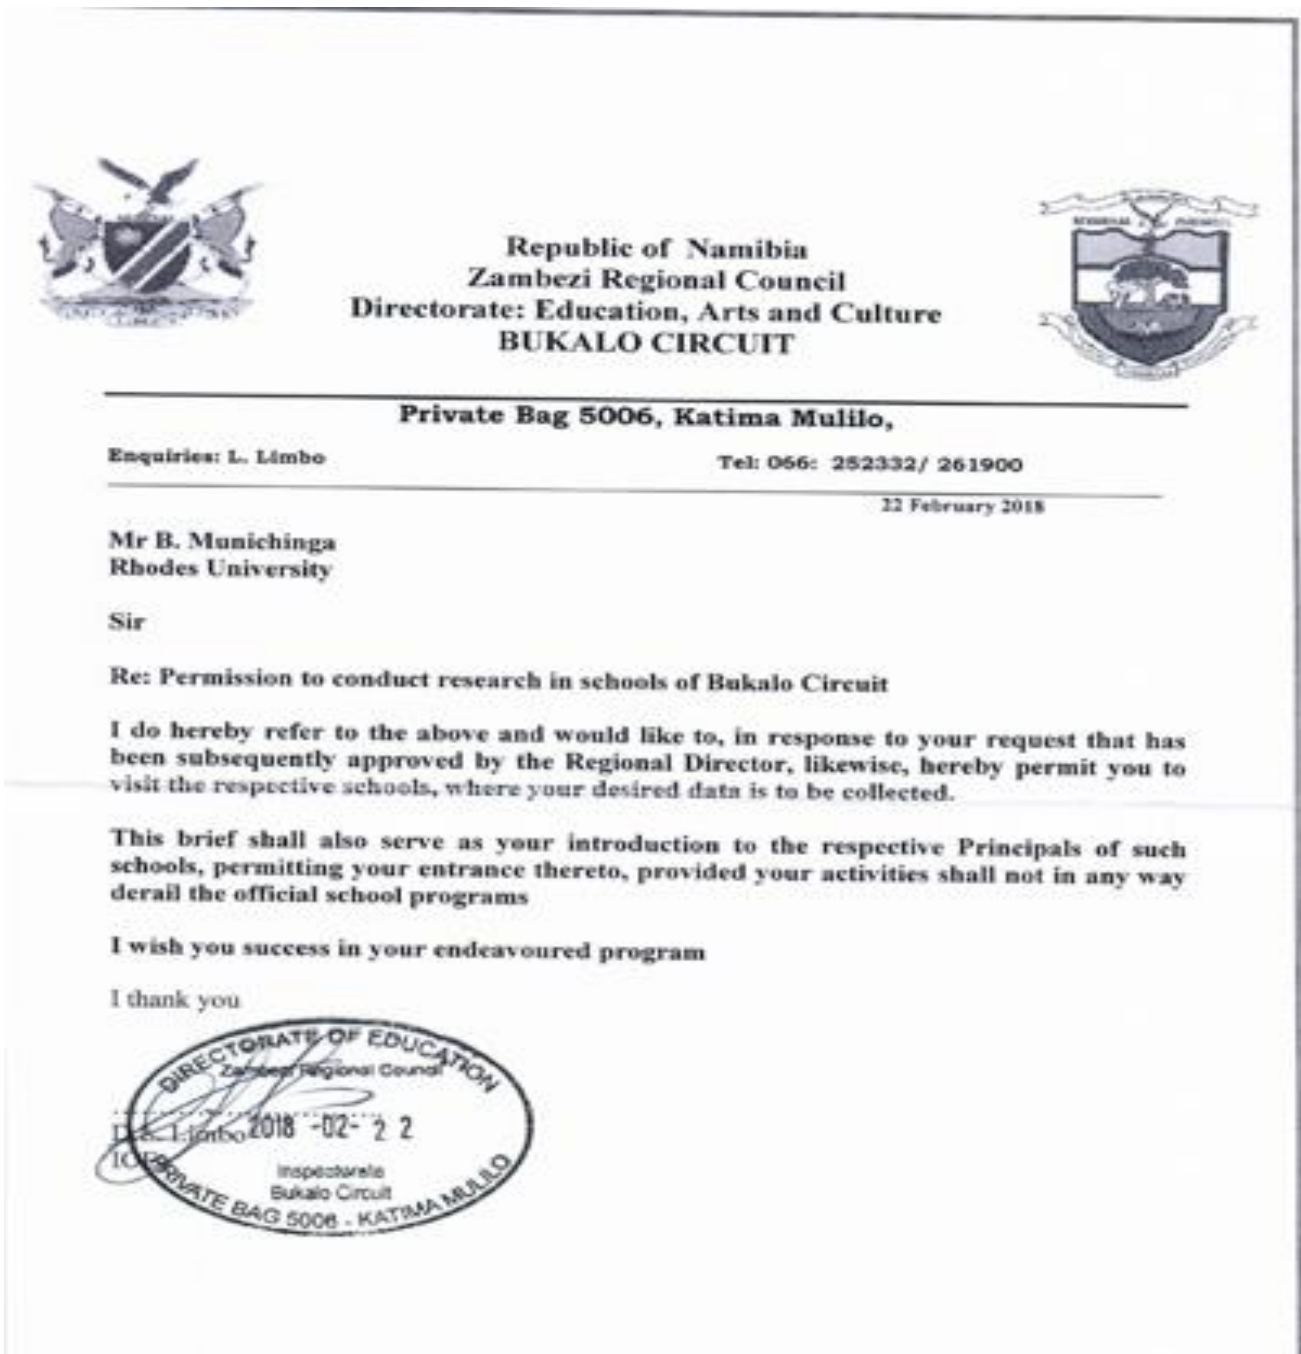 Republic of Namibia
Zambezi Regional Council
Directorate: Education, Arts and Culture
BUKALO CIRCUIT
Private Bag 5006, Katima Mulilo,
Enquiries: L. Limbo
Tel: 066: 252332/ 261900
22 February 2018
Mr B. Munichinga
Rhodes University
Sir
Re: Permission to conduct research in schools of Bukalo Circuit
I do hereby refer to the above and would like to, in response to your request that has
been subsequently approved by the Regional Director, likewise, hereby permit you to
visit the respective schools, where your desired data is to be collected.
This brief shall also serve as your introduction to the respective Principals of such
schools, permitting your entrance thereto, provided your activities shall not in any way
derail the official school programs
I wish you success in your endeavoured program
I thank you
DIRECTORATE OF EDUCATION
Zambezi Regional Council
Limbo
2018 -02- 2 2
Inspectorate
Bukalo Circuit
PRIVATE BAG 5006 - KATIMA MULILO